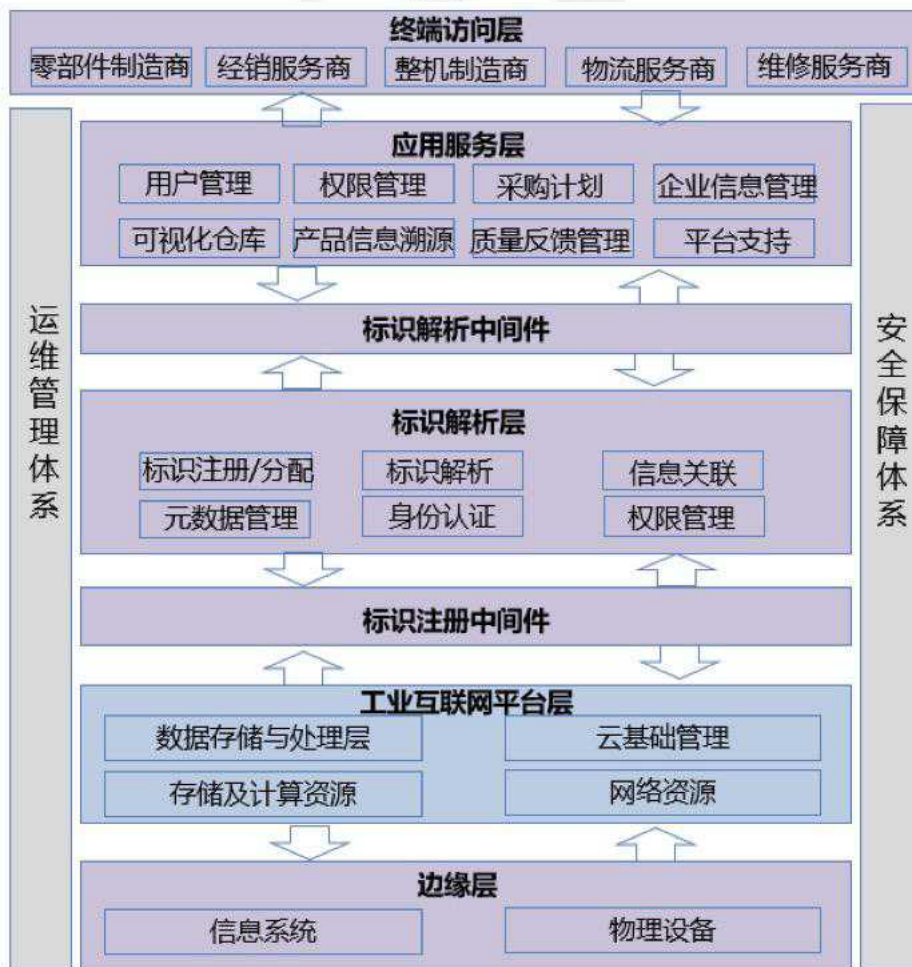 终端访问层
零部件制造商 经销服务商 整机制造商 物流服务商 维修服务商
应用服务层
用户管理 权限管理 采购计划 企业信息管理
可视化仓库 产品信息溯源 质量反馈管理 平台支持
标识解析中间件
标识解析层
标识注册/分配 标识解析 信息关联
元数据管理 身份认证 权限管理
标识注册中间件
工业互联网平台层
数据存储与处理层 云基础管理
存储及计算资源 网络资源
边缘层
信息系统 物理设备
运维管理体系
安全保障体系